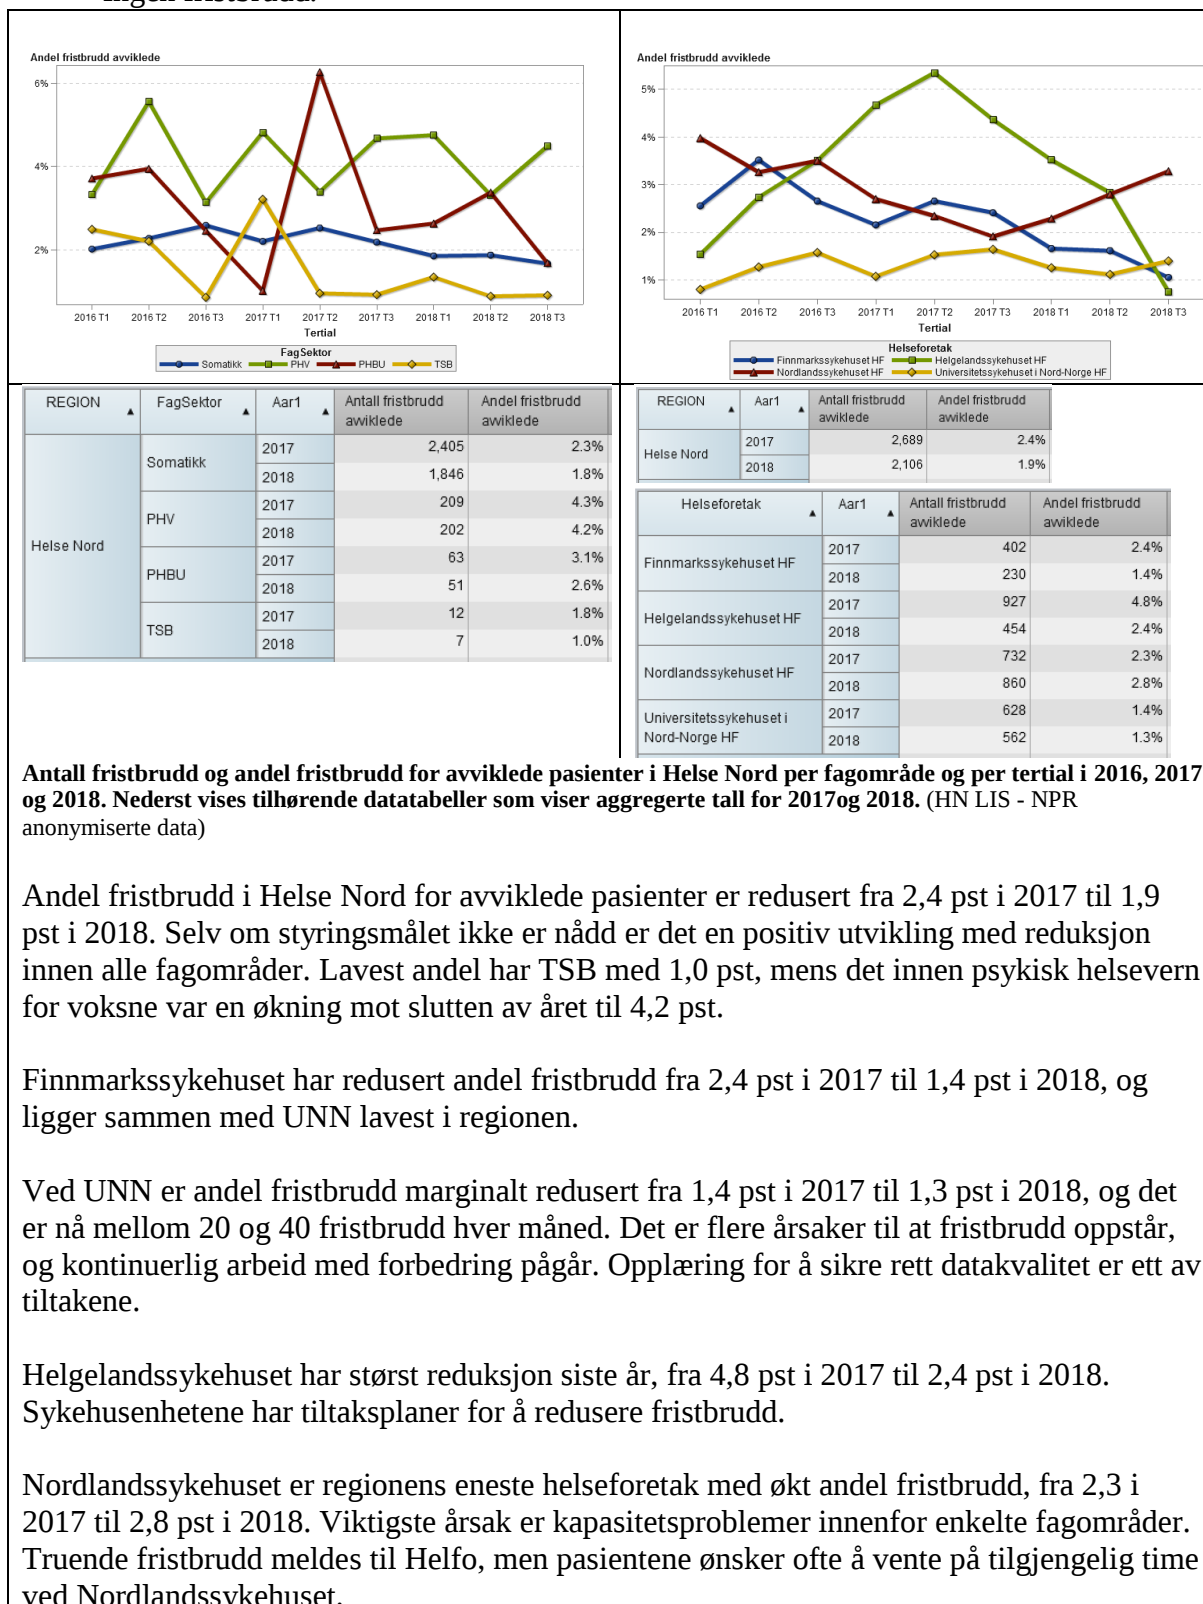 ingen fristbrudd.
Andel fristbrudd avviklede
6%
4%
2%
2016 T1 2016 T2 2016 T3 2017 T1 2017 T2 2017 T3 2018 T1 2018 T2 2018 T3
Tertial
FagSektor
Somatikk PHV PHBU TSB
Andel fristbrudd avviklede
5%
4%
3%
2%
1%
2016 T1 2016 T2 2016 T3 2017 T1 2017 T2 2017 T3 2018 T1 2018 T2 2018 T3
Tertial
Helseforetak
Finnmarkssykehuset HF Helgelandssykehuset HF
Nordlandssykehuset HF Universitetssykehuset i Nord-Norge HF
REGION FagSektor Aar1 Antall fristbrudd avviklede Andel fristbrudd avviklede
Helse Nord
Somatikk 2017 2,405 2.3%
2018 1,846 1.8%
PHV 2017 209 4.3%
2018 202 4.2%
PHBU 2017 63 3.1%
2018 51 2.6%
TSB 2017 12 1.8%
2018 7 1.0%
REGION Aar1 Antall fristbrudd avviklede Andel fristbrudd avviklede
Helse Nord 2017 2,689 2.4%
2018 2,106 1.9%
Helseforetak Aar1 Antall fristbrudd avviklede Andel fristbrudd avviklede
Finnmarkssykehuset HF 2017 402 2.4%
2018 230 1.4%
Helgelandssykehuset HF 2017 927 4.8%
2018 454 2.4%
Nordlandssykehuset HF 2017 732 2.3%
2018 860 2.8%
Universitetssykehuset i Nord-Norge HF 2017 628 1.4%
2018 562 1.3%
Antall fristbrudd og andel fristbrudd for avviklede pasienter i Helse Nord per fagområde og per tertial i 2016, 2017
og 2018. Nederst vises tilhørende datatabeller som viser aggregerte tall for 2017og 2018. (HN LIS - NPR
anonymiserte data)
Andel fristbrudd i Helse Nord for avviklede pasienter er redusert fra 2,4 pst i 2017 til 1,9
pst i 2018. Selv om styringsmålet ikke er nådd er det en positiv utvikling med reduksjon
innen alle fagområder. Lavest andel har TSB med 1,0 pst, mens det innen psykisk helsevern
for voksne var en økning mot slutten av året til 4,2 pst.
Finnmarkssykehuset har redusert andel fristbrudd fra 2,4 pst i 2017 til 1,4 pst i 2018, og
ligger sammen med UNN lavest i regionen.
Ved UNN er andel fristbrudd marginalt redusert fra 1,4 pst i 2017 til 1,3 pst i 2018, og det
er nå mellom 20 og 40 fristbrudd hver måned. Det er flere årsaker til at fristbrudd oppstår,
og kontinuerlig arbeid med forbedring pågår. Opplæring for å sikre rett datakvalitet er ett av
tiltakene.
Helgelandssykehuset har størst reduksjon siste år, fra 4,8 pst i 2017 til 2,4 pst i 2018.
Sykehusenhetene har tiltaksplaner for å redusere fristbrudd.
Nordlandssykehuset er regionens eneste helseforetak med økt andel fristbrudd, fra 2,3 i
2017 til 2,8 pst i 2018. Viktigste årsak er kapasitetsproblemer innenfor enkelte fagområder.
Truende fristbrudd meldes til Helfo, men pasientene ønsker ofte å vente på tilgjengelig time
ved Nordlandssykehuset.